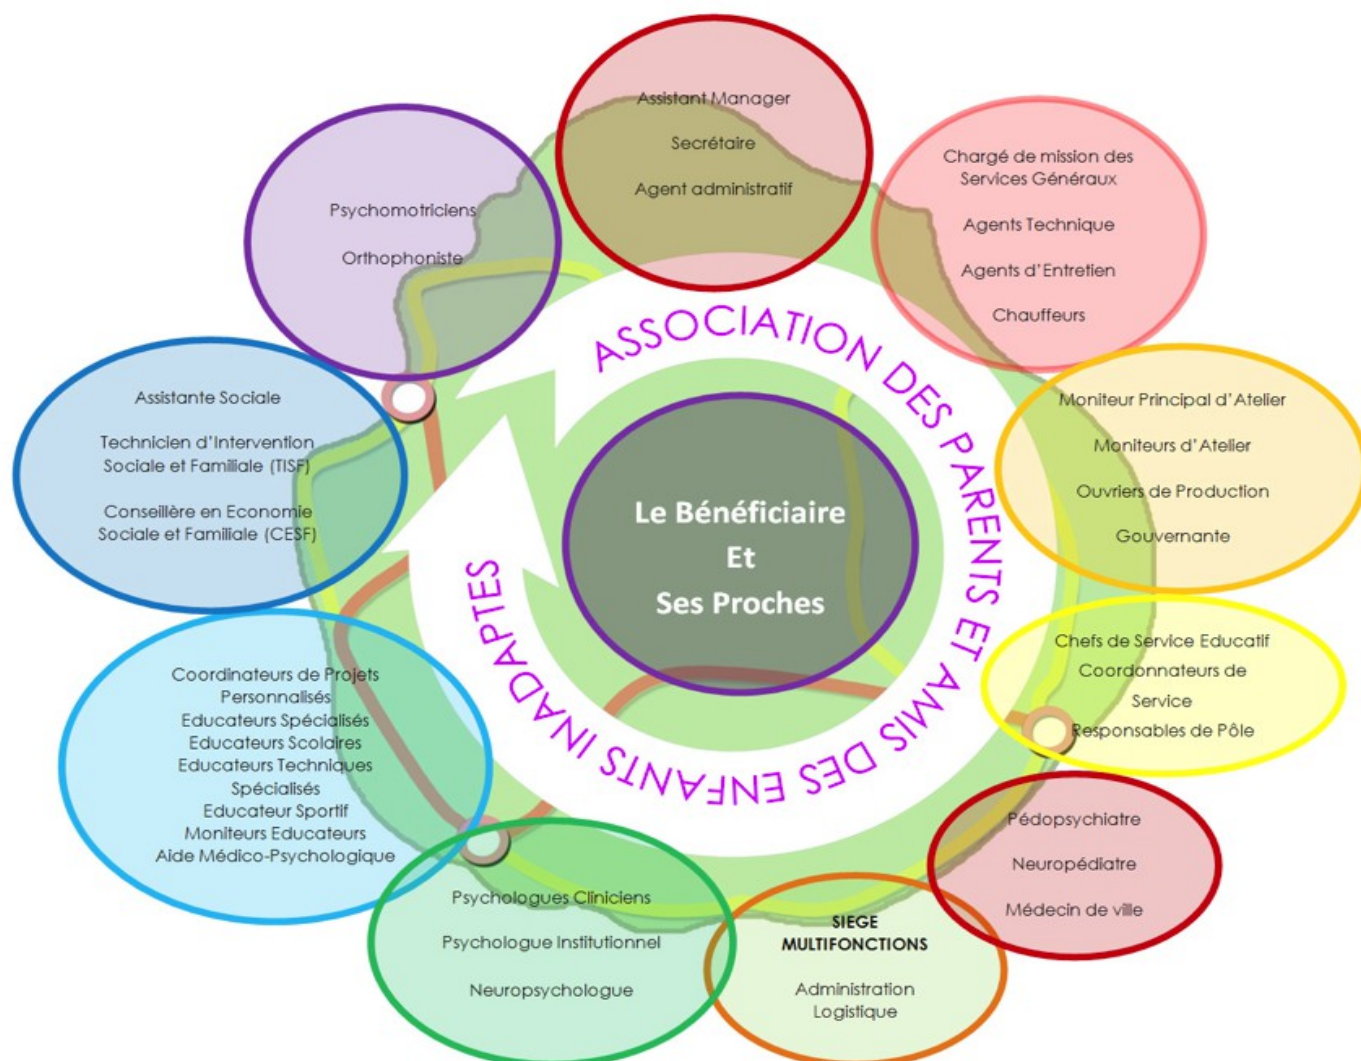 Assistant Manager
Secrétaire
Agent administratif
Chargé de mission des
Services Généraux
Agents Technique
Agents d'Entretien
Chauffeurs
Psychomotriciens
Orthophoniste
ASSOCIATION DES PARENTS ET AMIS DES ENFANTS INADAPTES
Moniteur Principal d'Atelier
Moniteurs d'Atelier
Ouvriers de Production
Gouvernante
Assistante Sociale
Technicien d'Intervention
Sociale et Familiale (TISF)
Conseillère en Economie
Sociale et Familiale (CESF)
Le Bénéficiaire
Et
Ses Proches
Chefs de Service Educatif
Coordonnateurs de
Service
Responsables de Pôle
Coordinateurs de Projets
Personnalisés
Educateurs Spécialisés
Educateurs Scolaires
Educateurs Techniques
Spécialisés
Educateur Sportif
Moniteurs Educateurs
Aide Médico-Psychologique
Pédopsychiatre
Neuropédiatre
Médecin de ville
Psychologues Cliniciens
Psychologue Institutionnel
Neuropsychologue
SIEGE
MULTIFONCTIONS
Administration
Logistique